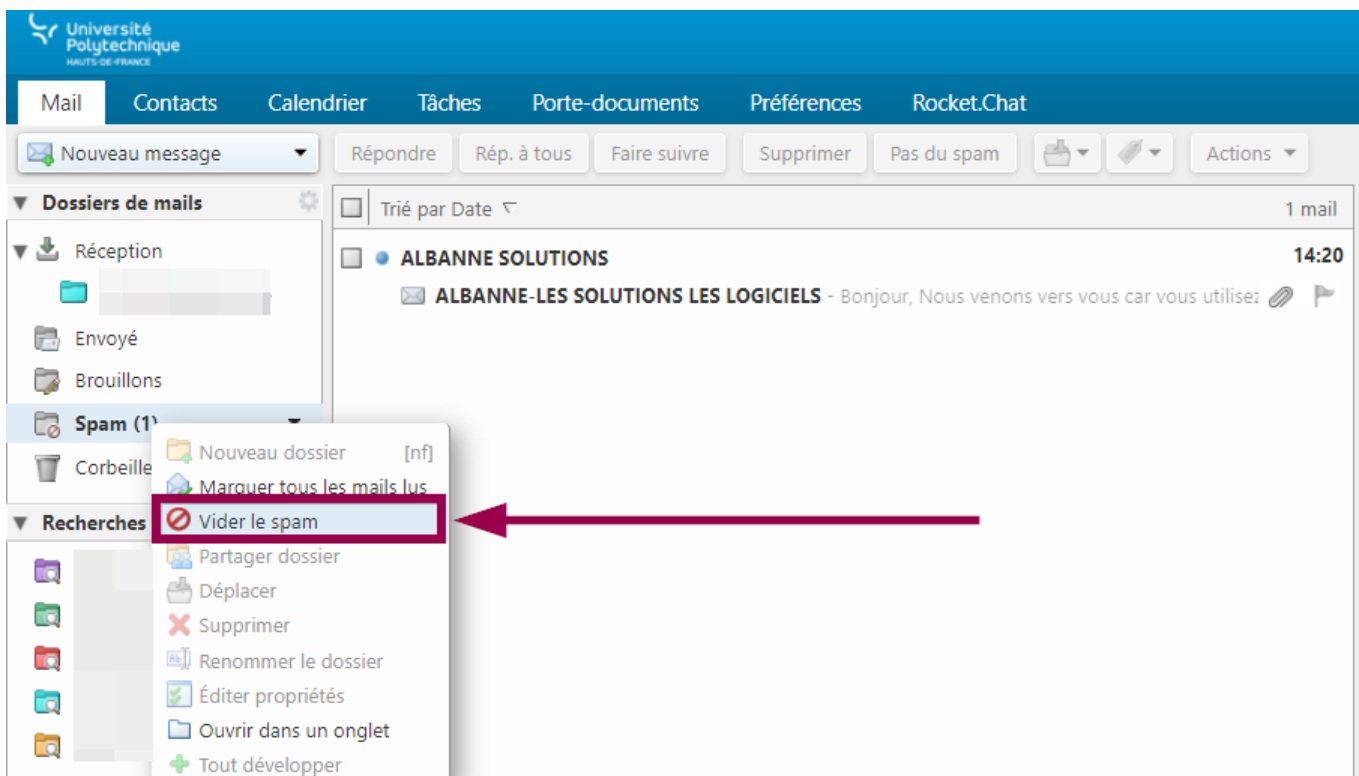 Université
Polytechnique
HAUTS-DE-FRANCE
Mail Contacts Calendrier Tâches Porte-documents Préférences Rocket.Chat
Nouveau message Répondre Rép. à tous Faire suivre Supprimer Pas du spam Actions
Dossiers de mails
Trié par Date 1 mail
Réception
ALBANNE SOLUTIONS 14:20
ALBANNE-LES SOLUTIONS LES LOGICIELS - Bonjour, Nous venons vers vous car vous utilisez
Envoyé
Brouillons
Spam (1)
Corbeille
Recherches
Nouveau dossier [nf]
Marquer tous les mails lus
Vider le spam
Partager dossier
Déplacer
Supprimer
Renommer le dossier
Éditer propriétés
Ouvrir dans un onglet
Tout développer